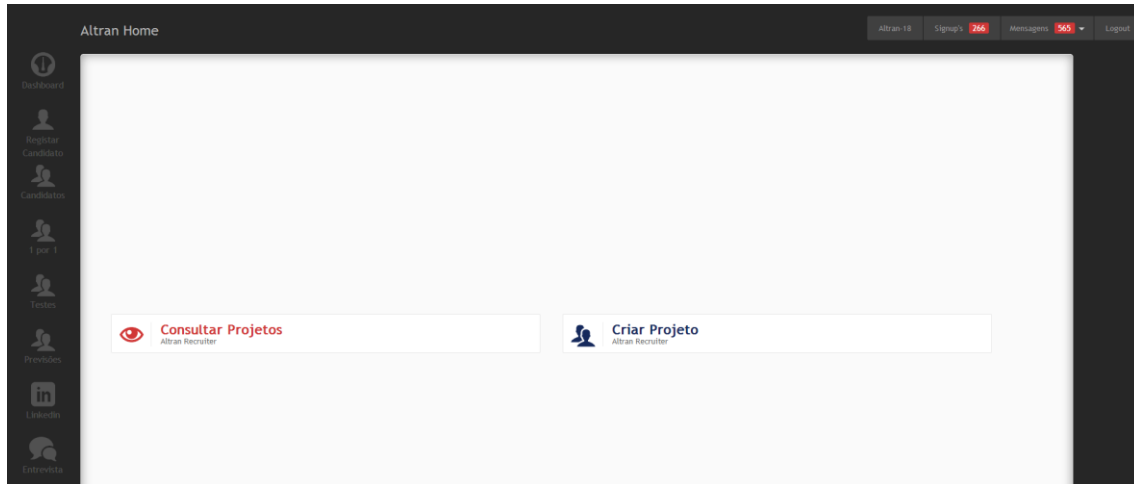 Altran Home
Altran-18
Signup's 266
Mensagens 565
Logout
Dashboard
Registar
Candidato
Candidatos
1 por 1
Testes
Previsões
LinkedIn
Entrevista
Consultar Projetos
Altran Recruiter
Criar Projeto
Altran Recruiter